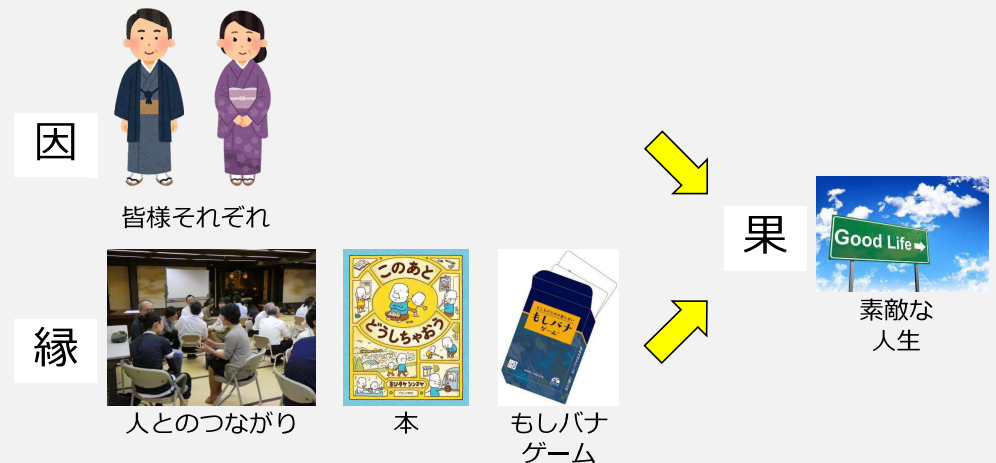 因
皆様それぞれ
縁
人とのつながり
このあと
どうしちゃおう
ヨシタケ シンスケ
本
もしバナ
ゲーム
もしバナ
ゲーム
果
Good Life
素敵な
人生